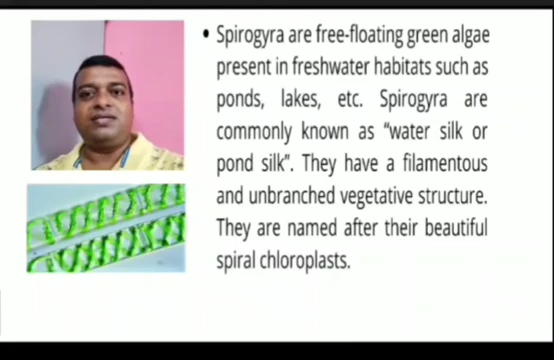 • Spirogyra are free-floating green algae
present in freshwater habitats such as
ponds, lakes, etc. Spirogyra are
commonly known as “water silk or
pond silk”. They have a filamentous
and unbranched vegetative structure.
They are named after their beautiful
spiral chloroplasts.